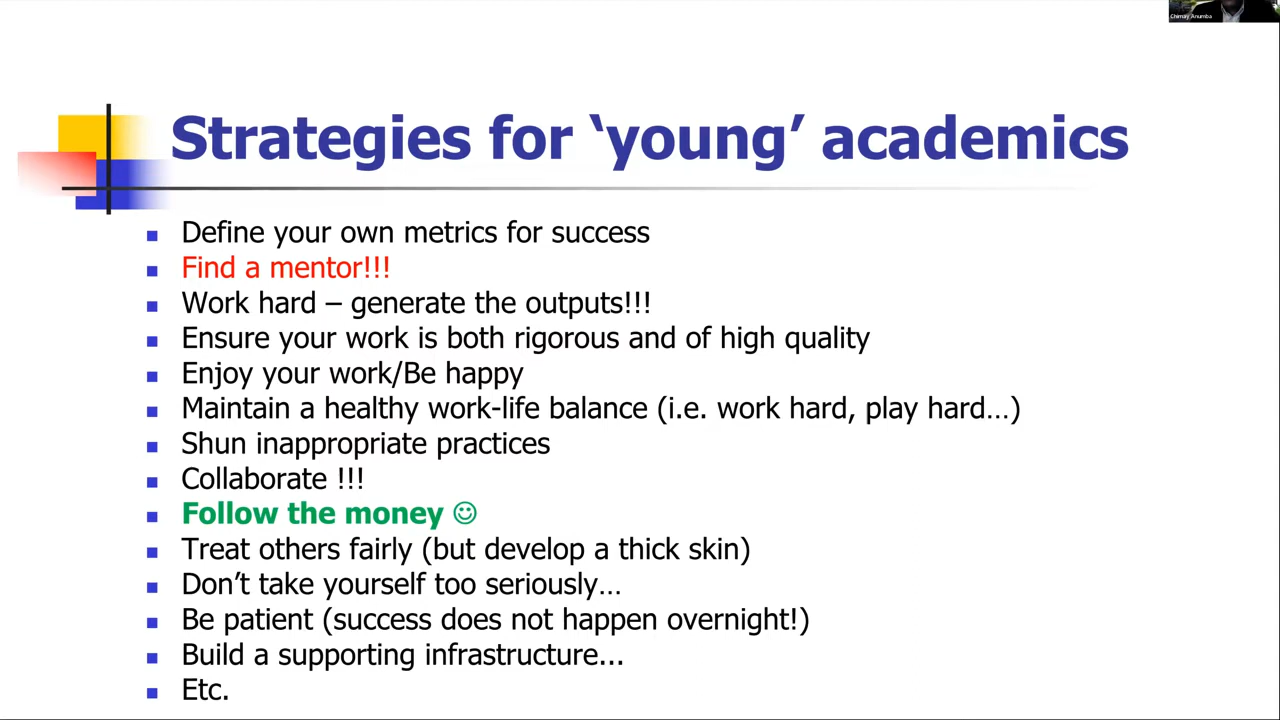 Chimay Anumba
Strategies for ‘young’ academics
Define your own metrics for success
Find a mentor!!!
Work hard – generate the outputs!!!
Ensure your work is both rigorous and of high quality
Enjoy your work/Be happy
Maintain a healthy work-life balance (i.e. work hard, play hard…)
Shun inappropriate practices
Collaborate !!!
Follow the money ☺
Treat others fairly (but develop a thick skin)
Don’t take yourself too seriously…
Be patient (success does not happen overnight!)
Build a supporting infrastructure...
Etc.